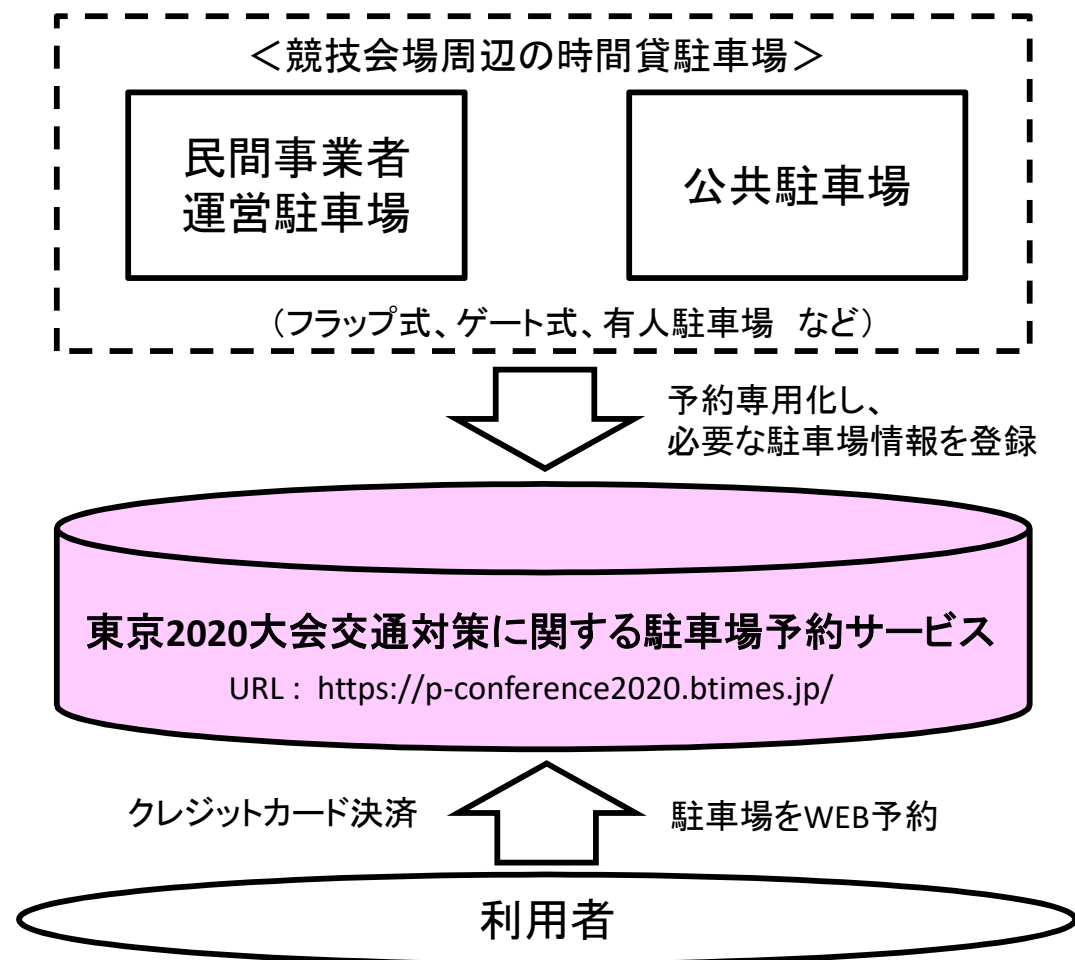 ＜競技会場周辺の時間貸駐車場＞
民間事業者
運営駐車場
公共駐車場
（フラップ式、ゲート式、有人駐車場　など）
予約専用化し、
必要な駐車場情報を登録
東京2020大会交通対策に関する駐車場予約サービス
URL： https://p-conference2020.btimes.jp/
クレジットカード決済
駐車場をWEB予約
利用者